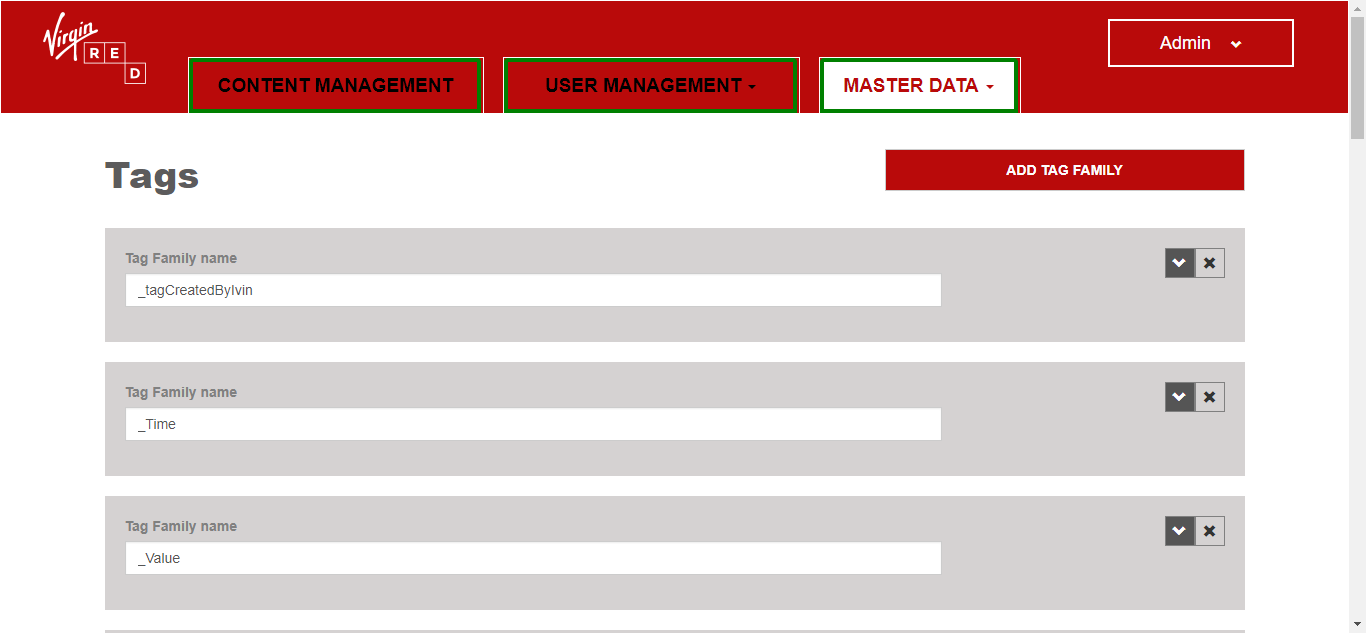 Virgin
RE
D
Admin
CONTENT MANAGEMENT
USER MANAGEMENT
MASTER DATA
Tags
ADD TAG FAMILY
Tag Family name
_tagCreatedByIvin
Tag Family name
_Time
Tag Family name
_Value